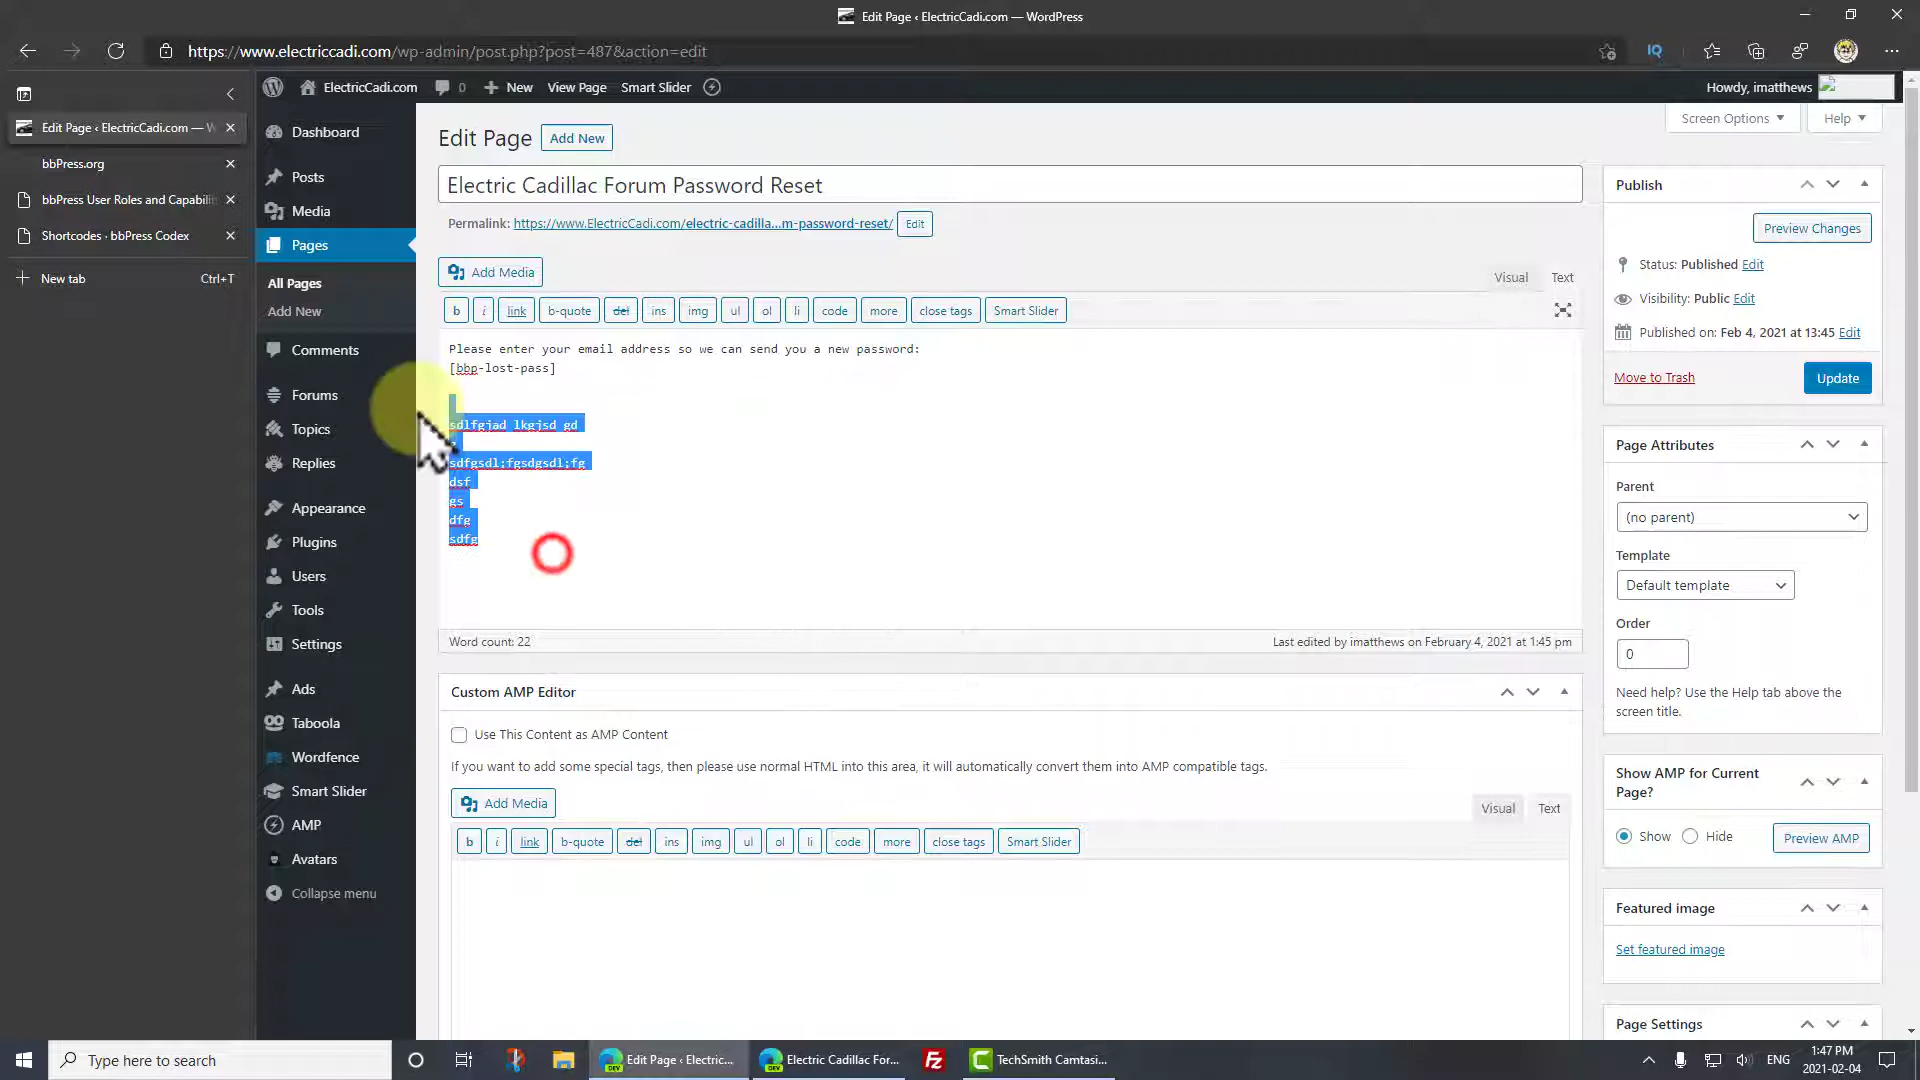 Edit Page ‹ ElectricCadi.com — WordPress
https://www.electriccadi.com/wp-admin/post.php?post=487&action=edit
IQ
Edit Page ‹ ElectricCadi.com — W
bbPress.org
bbPress User Roles and Capabili
Shortcodes · bbPress Codex
New tab Ctrl+T
ElectricCadi.com 0 New View Page Smart Slider
Howdy, imatthews
Dashboard
Posts
Media
Pages
All Pages
Add New
Comments
Forums
Topics
Replies
Appearance
Plugins
Users
Tools
Settings
Ads
Taboola
Wordfence
Smart Slider
AMP
Avatars
Collapse menu
Screen Options
Help
Edit Page
Add New
Electric Cadillac Forum Password Reset
Permalink: https://www.ElectricCadi.com/electric-cadilla...m-password-reset/ Edit
Add Media
Visual Text
b i link b-quote del ins img ul ol li code more close tags Smart Slider
Please enter your email address so we can send you a new password:
[bbp-lost-pass]
sdlfgjad lkgjsd gd
sdfgsdl;fgsdgsdl;fg
dsf
gs
dfg
sdfg
Word count: 22
Last edited by imatthews on February 4, 2021 at 1:45 pm
Custom AMP Editor
Use This Content as AMP Content
If you want to add some special tags, then please use normal HTML into this area, it will automatically convert them into AMP compatible tags.
Add Media
Visual Text
b i link b-quote del ins img ul ol li code more close tags Smart Slider
Publish
Preview Changes
Status: Published Edit
Visibility: Public Edit
Published on: Feb 4, 2021 at 13:45 Edit
Move to Trash
Update
Page Attributes
Parent
(no parent)
Template
Default template
Order
0
Need help? Use the Help tab above the
screen title.
Show AMP for Current
Page?
Show Hide
Preview AMP
Featured image
Set featured image
Page Settings
Type here to search
DEV
Edit Page ‹ Electric...
DEV
Electric Cadillac For...
TechSmith Camtasi...
ENG
1:47 PM
2021-02-04